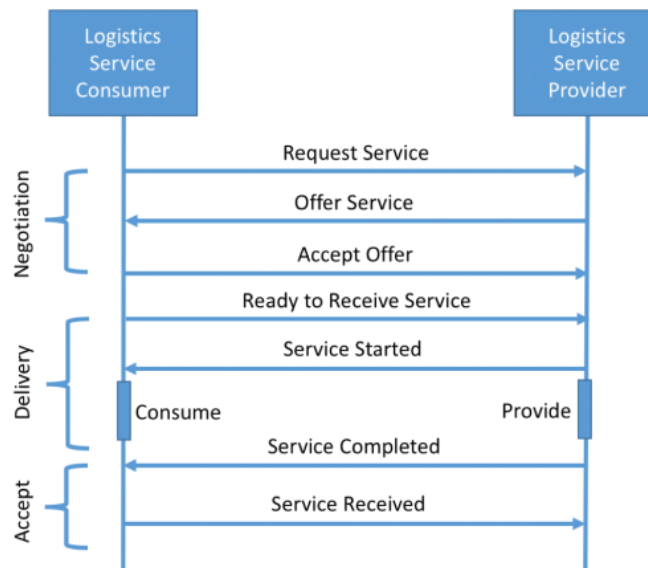 Logistics
Service
Consumer
Logistics
Service
Provider
Request Service
Negotiation
Offer Service
Accept Offer
Ready to Receive Service
Service Started
Delivery
Consume
Provide
Service Completed
Accept
Service Received